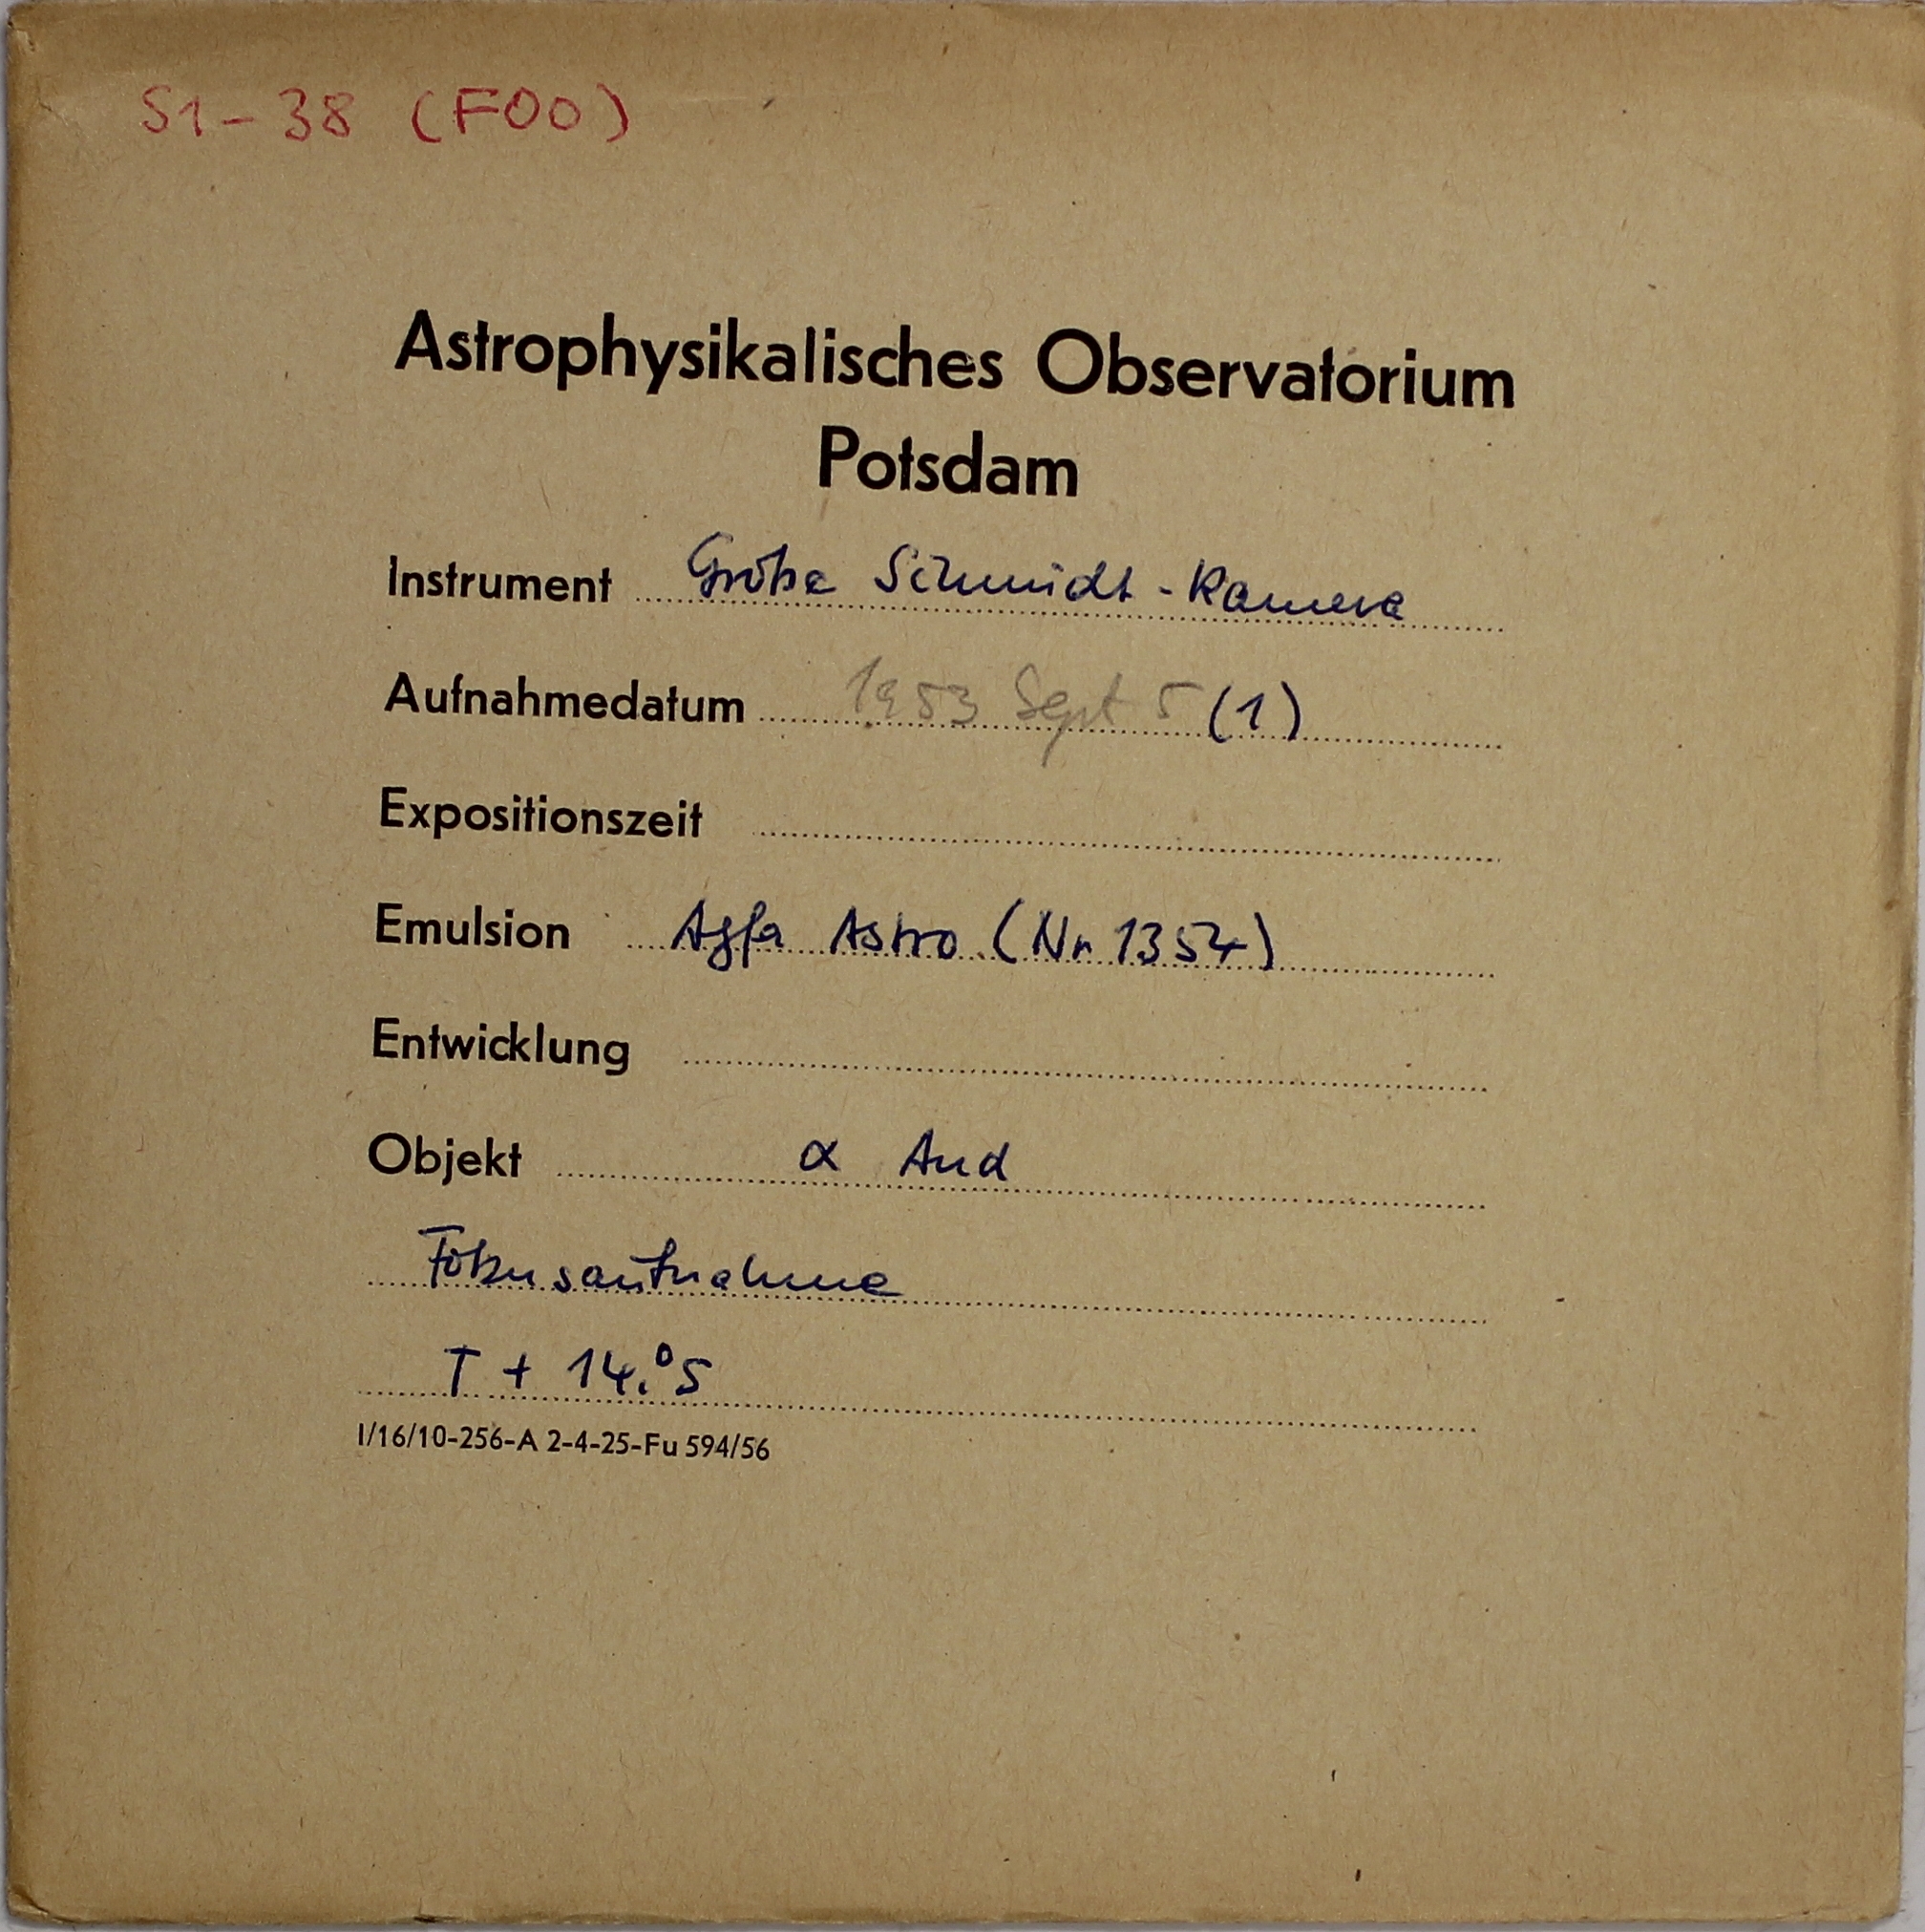 S1-38 (F00)
Astrophysikalisches Observatorium
Potsdam
Instrument Große Schmidt-Kamera
Aufnahmedatum 1953 Sept 5 (1)
Expositionszeit
Emulsion Agfa Astro (Nr 1354)
Entwicklung
Objekt α And
Fokusaufnahme
T + 14.°5
I/16/10-256-A 2-4-25-Fu 594/56